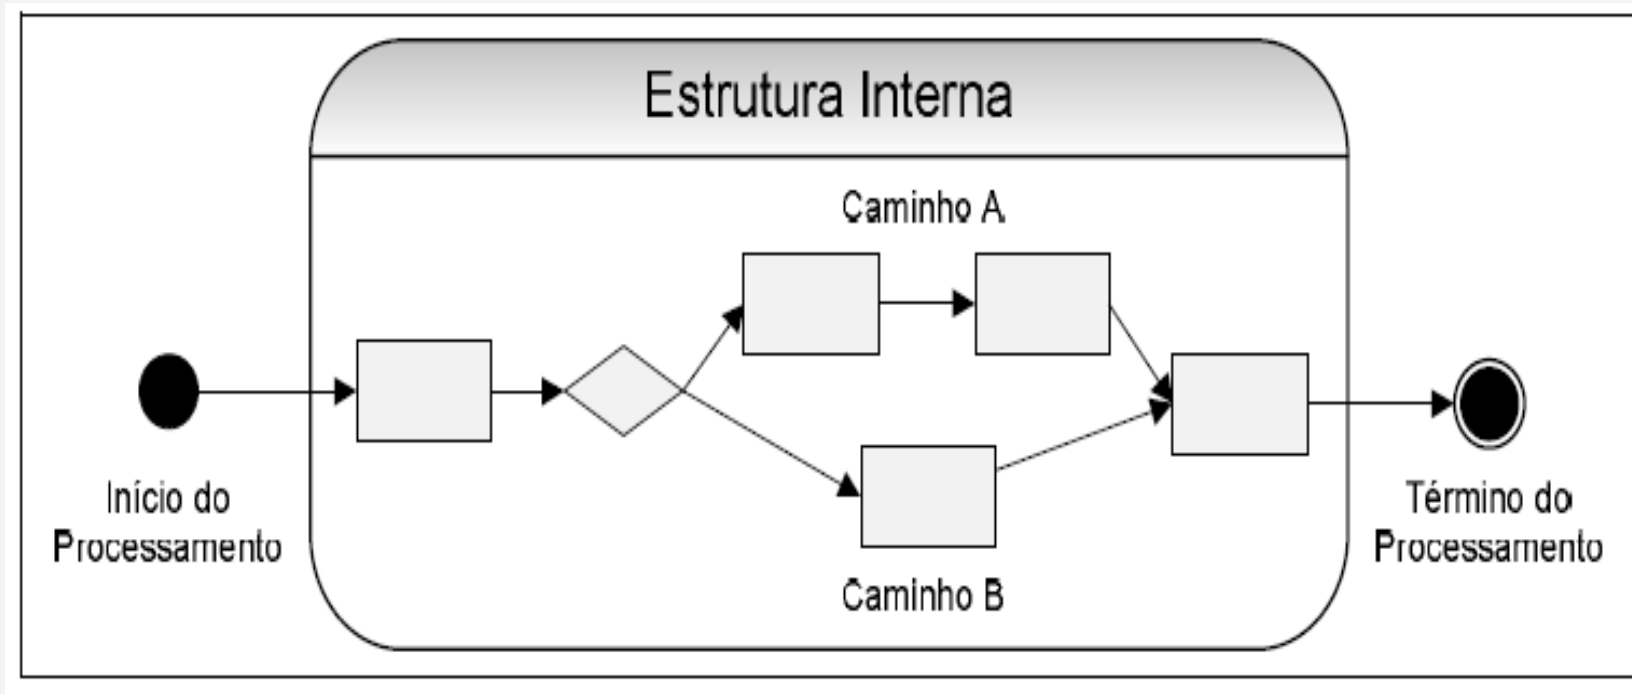 Estrutura Interna
Caminho A
Início do
Processamento
Término do
Processamento
Caminho B